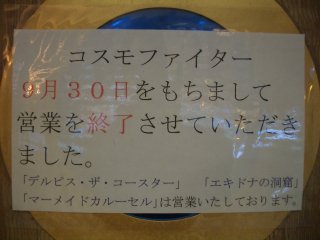 コスモファイター
９月３０日をもちまして
営業を終了させていただき
ました。
「デルピス・ザ・コースター」　「エキドナの洞窟」
「マーメイドカルーセル」は営業いたしております。